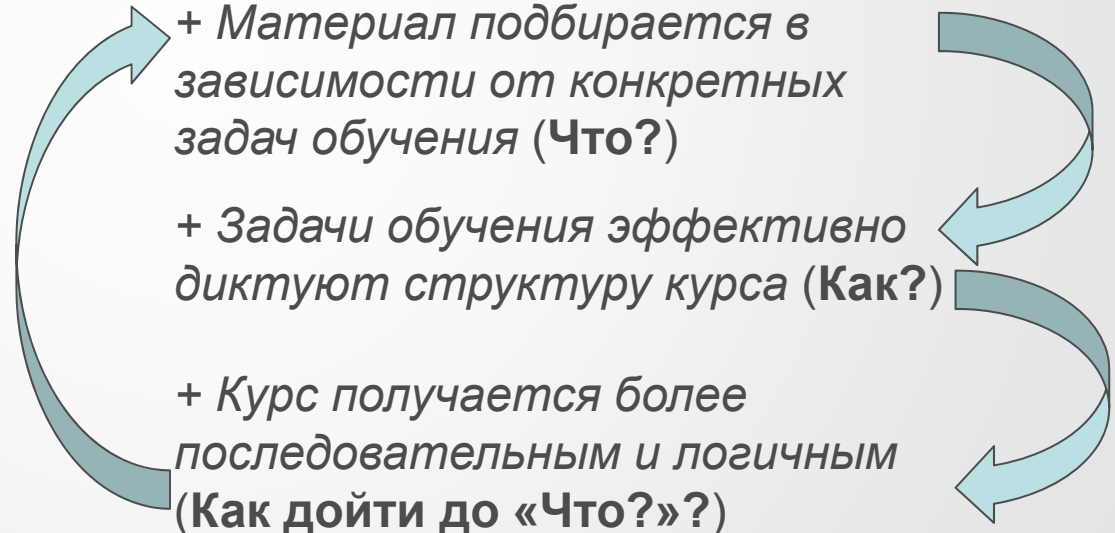 + Материал подбирается в
зависимости от конкретных
задач обучения (Что?)
+ Задачи обучения эффективно
диктуют структуру курса (Как?)
+ Курс получается более
последовательным и логичным
(Как дойти до «Что?»?)